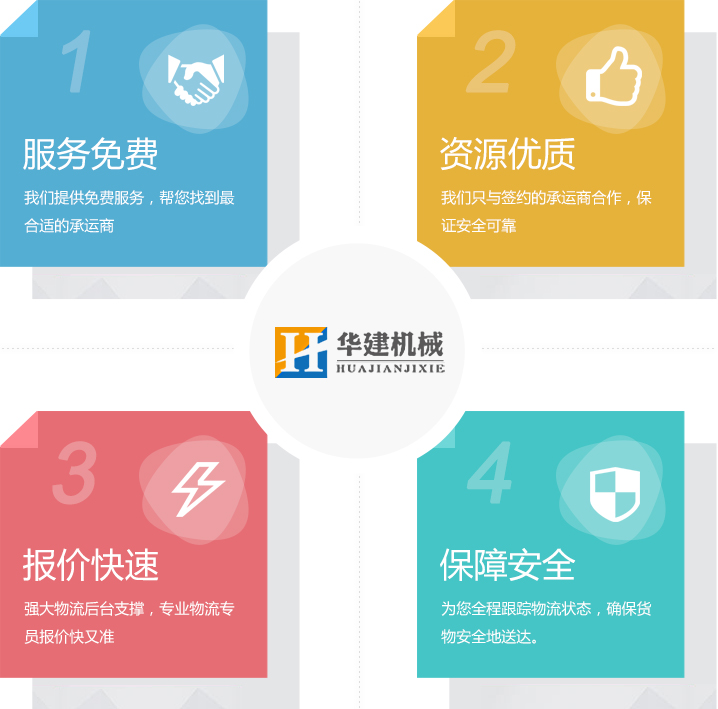 1
服务免费
我们提供免费服务，帮您找到最
合适的承运商
2
资源优质
我们只与签约的承运商合作，保
证安全可靠
H
华建机械
HUAJIANJIXIE
3
报价快速
强大物流后台支撑，专业物流专
员报价快又准
4
保障安全
为您全程跟踪物流状态，确保货
物安全地送达。